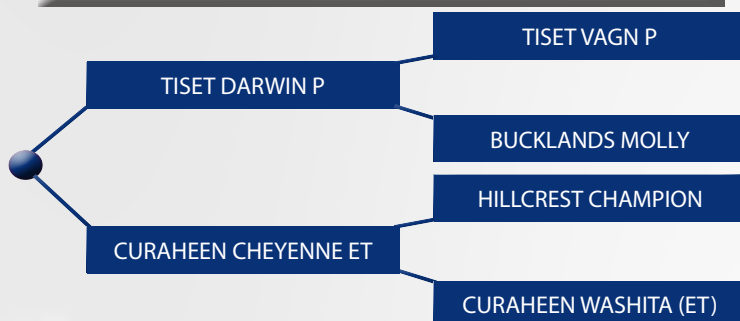 TISET VAGN P
TISET DARWIN P
BUCKLANDS MOLLY
HILLCREST CHAMPION
CURAHEEN CHEYENNE ET
CURAHEEN WASHITA (ET)